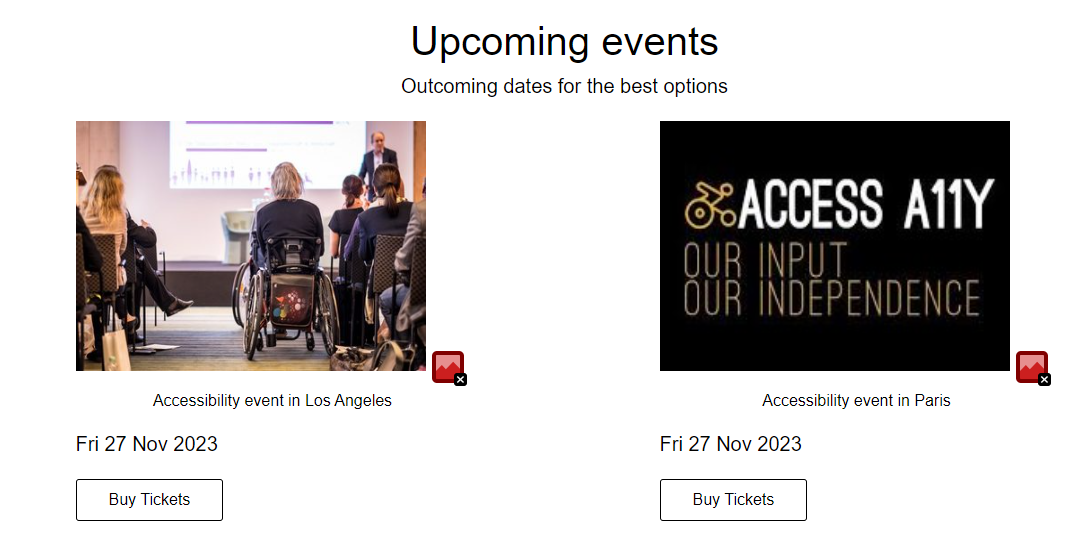 Upcoming events
Outcoming dates for the best options
ACCESS A11Y
OUR INPUT
OUR INDEPENDENCE
Accessibility event in Los Angeles
Accessibility event in Paris
Fri 27 Nov 2023
Fri 27 Nov 2023
Buy Tickets
Buy Tickets